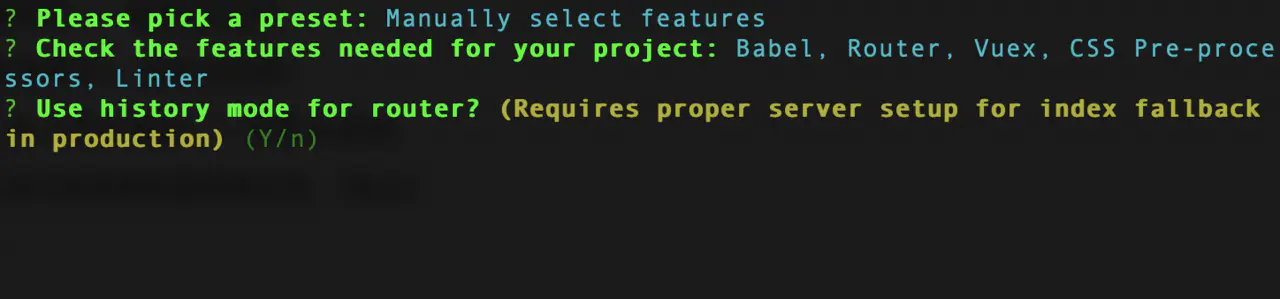 ? Please pick a preset: Manually select features
? Check the features needed for your project: Babel, Router, Vuex, CSS Pre-proce
ssors, Linter
? Use history mode for router? (Requires proper server setup for index fallback
in production) (Y/n)